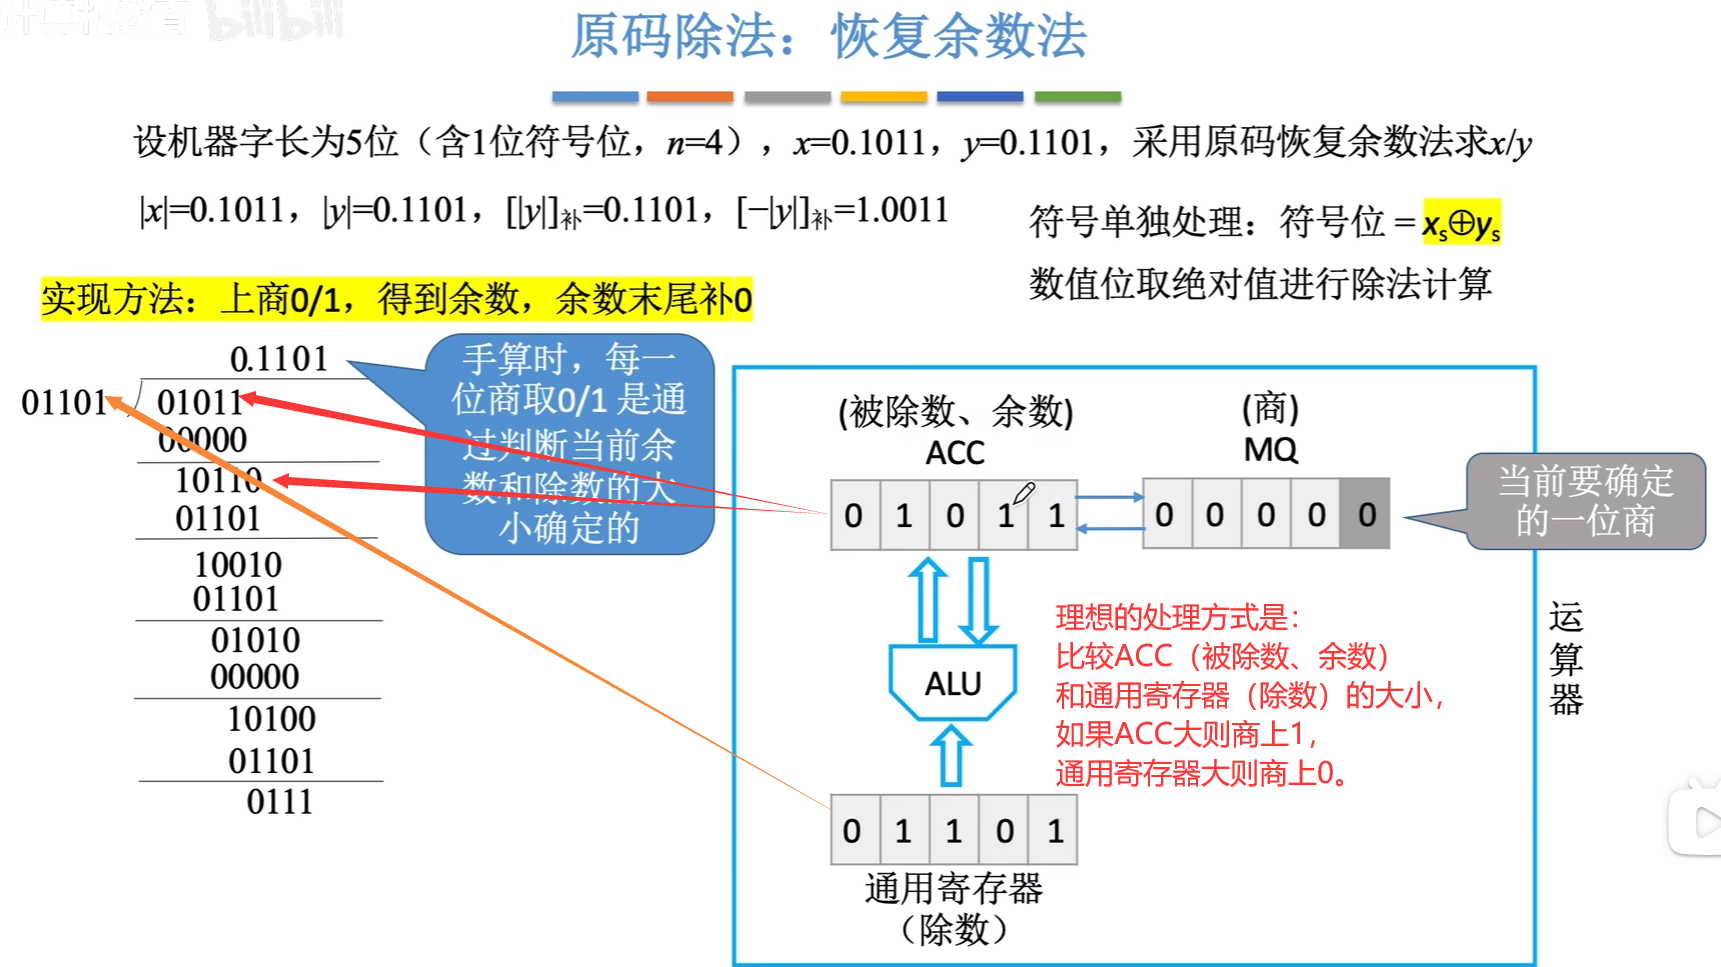 计算机教育 bilibili
原码除法：恢复余数法
设机器字长为5位（含1位符号位，n=4），x=0.1011，y=0.1101，采用原码恢复余数法求x/y
|x|=0.1011，|y|=0.1101，[|y|]补=0.1101，[−|y|]补=1.0011
符号单独处理：符号位 = xs⊕ys
数值位取绝对值进行除法计算
实现方法：上商0/1，得到余数，余数末尾补0
0.1101
01101
01011
00000
10110
01101
10010
01101
01010
00000
10100
01101
0111
手算时，每一
位商取0/1 是通
过判断当前余
数和除数的大
小确定的
(被除数、余数)
ACC
(商)
MQ
0 1 0 1 1
0 0 0 0 0
当前要确定
的一位商
ALU
理想的处理方式是：
比较ACC（被除数、余数）
和通用寄存器（除数）的大小，
如果ACC大则商上1，
通用寄存器大则商上0。
运
算
器
0 1 1 0 1
通用寄存器
（除数）